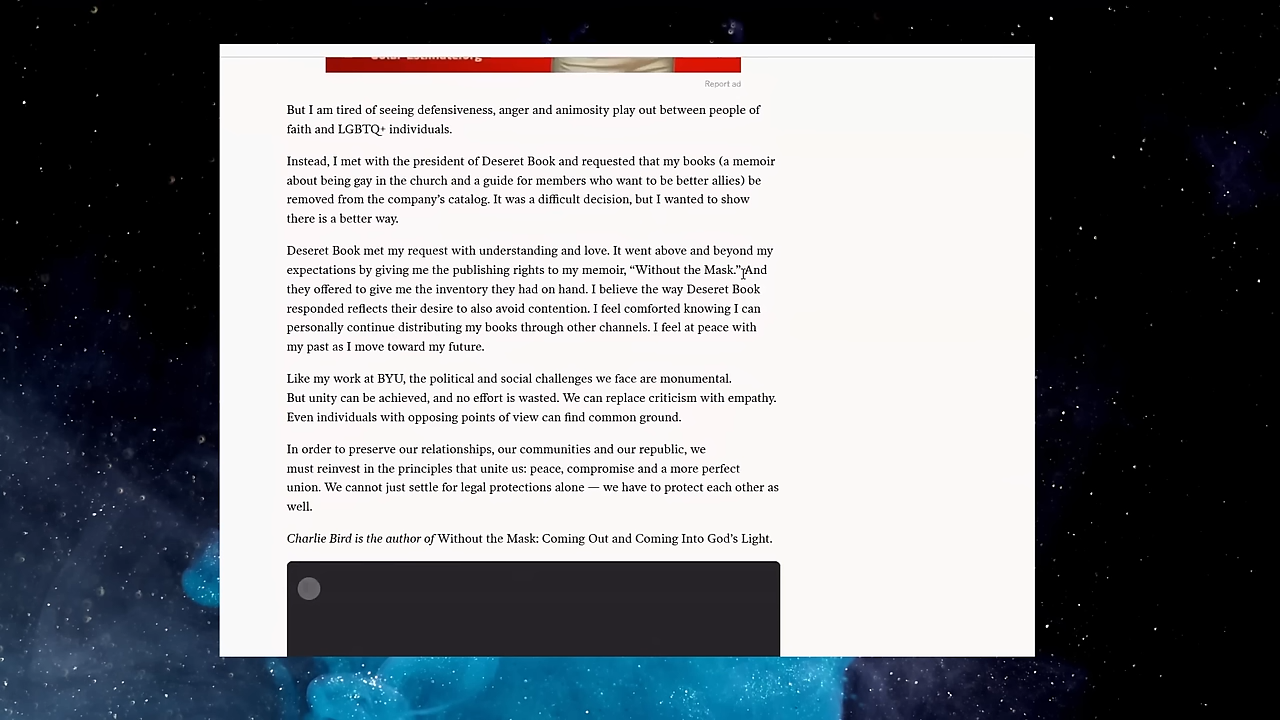 Report ad
But I am tired of seeing defensiveness, anger and animosity play out between people of
faith and LGBTQ+ individuals.
Instead, I met with the president of Deseret Book and requested that my books (a memoir
about being gay in the church and a guide for members who want to be better allies) be
removed from the company’s catalog. It was a difficult decision, but I wanted to show
there is a better way.
Deseret Book met my request with understanding and love. It went above and beyond my
expectations by giving me the publishing rights to my memoir, “Without the Mask.” And
they offered to give me the inventory they had on hand. I believe the way Deseret Book
responded reflects their desire to also avoid contention. I feel comforted knowing I can
personally continue distributing my books through other channels. I feel at peace with
my past as I move toward my future.
Like my work at BYU, the political and social challenges we face are monumental.
But unity can be achieved, and no effort is wasted. We can replace criticism with empathy.
Even individuals with opposing points of view can find common ground.
In order to preserve our relationships, our communities and our republic, we
must reinvest in the principles that unite us: peace, compromise and a more perfect
union. We cannot just settle for legal protections alone — we have to protect each other as
well.
Charlie Bird is the author of Without the Mask: Coming Out and Coming Into God’s Light.